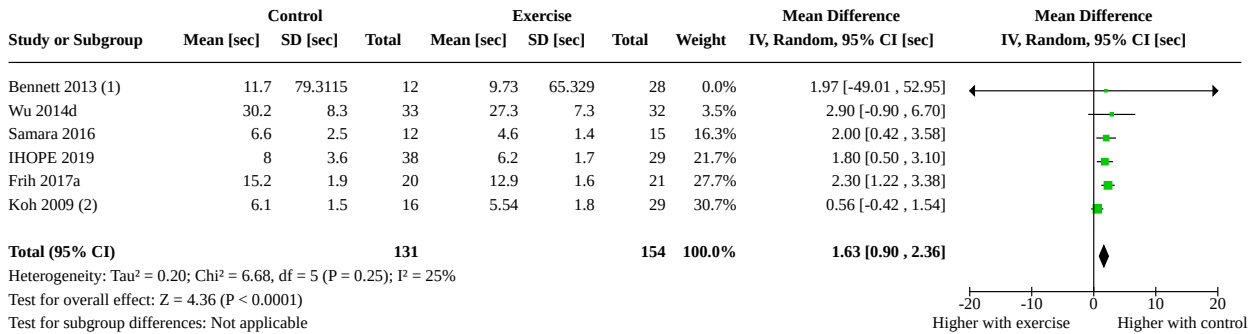 Control Exercise Mean Difference Mean Difference
Study or Subgroup Mean [sec] SD [sec] Total Mean [sec] SD [sec] Total Weight IV, Random, 95% CI [sec] IV, Random, 95% CI [sec]
Bennett 2013 (1) 11.7 79.3115 12 9.73 65.329 28 0.0% 1.97 [-49.01 , 52.95]
Wu 2014d 30.2 8.3 33 27.3 7.3 32 3.5% 2.90 [-0.90 , 6.70]
Samara 2016 6.6 2.5 12 4.6 1.4 15 16.3% 2.00 [0.42 , 3.58]
IHOPE 2019 8 3.6 38 6.2 1.7 29 21.7% 1.80 [0.50 , 3.10]
Frih 2017a 15.2 1.9 20 12.9 1.6 21 27.7% 2.30 [1.22 , 3.38]
Koh 2009 (2) 6.1 1.5 16 5.54 1.8 29 30.7% 0.56 [-0.42 , 1.54]
Total (95% CI) 131 154 100.0% 1.63 [0.90 , 2.36]
Heterogeneity: Tau² = 0.20; Chi² = 6.68, df = 5 (P = 0.25); I² = 25%
Test for overall effect: Z = 4.36 (P < 0.0001)
Test for subgroup differences: Not applicable
-20 -10 0 10 20
Higher with exercise Higher with control